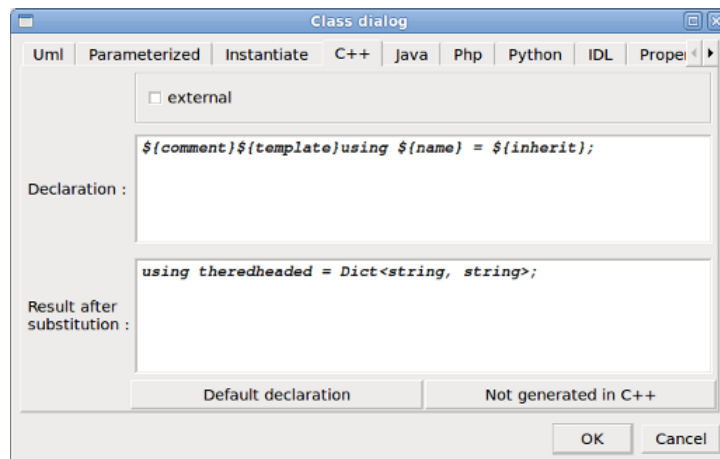 Class dialog
Uml Parameterized Instantiate C++ Java Php Python IDL Proper
external
Declaration :
${comment}${template}using ${name} = ${inherit};
Result after
substitution :
using theredheaded = Dict<string, string>;
Default declaration Not generated in C++
OK Cancel